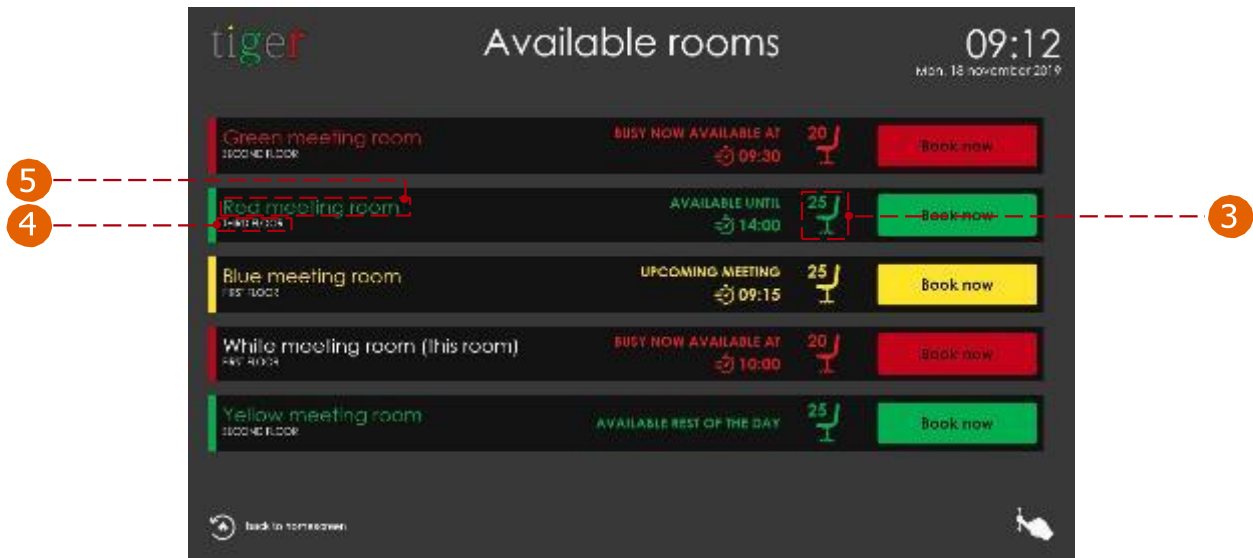 tiger
Available rooms
09:12
Mon. 18 november 2019
Green meeting room
SECOND FLOOR
BUSY NOW AVAILABLE AT
09:30
20
Book now
5
Red meeting room
4
THIRD FLOOR
AVAILABLE UNTIL
14:00
25
Book now
3
Blue meeting room
FIRST FLOOR
UPCOMING MEETING
09:15
25
Book now
White meeting room (this room)
FIRST FLOOR
BUSY NOW AVAILABLE AT
10:00
20
Book now
Yellow meeting room
SECOND FLOOR
AVAILABLE REST OF THE DAY
25
Book now
back to homescreen